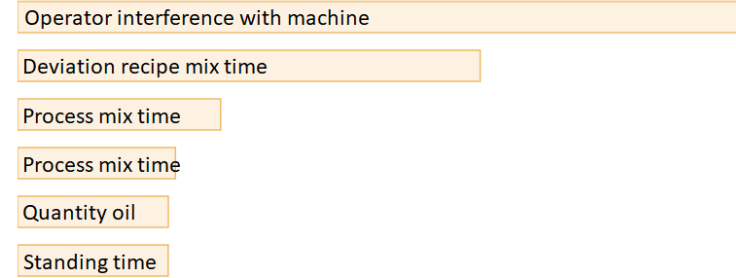 Operator interference with machine
Deviation recipe mix time
Process mix time
Process mix time
Quantity oil
Standing time